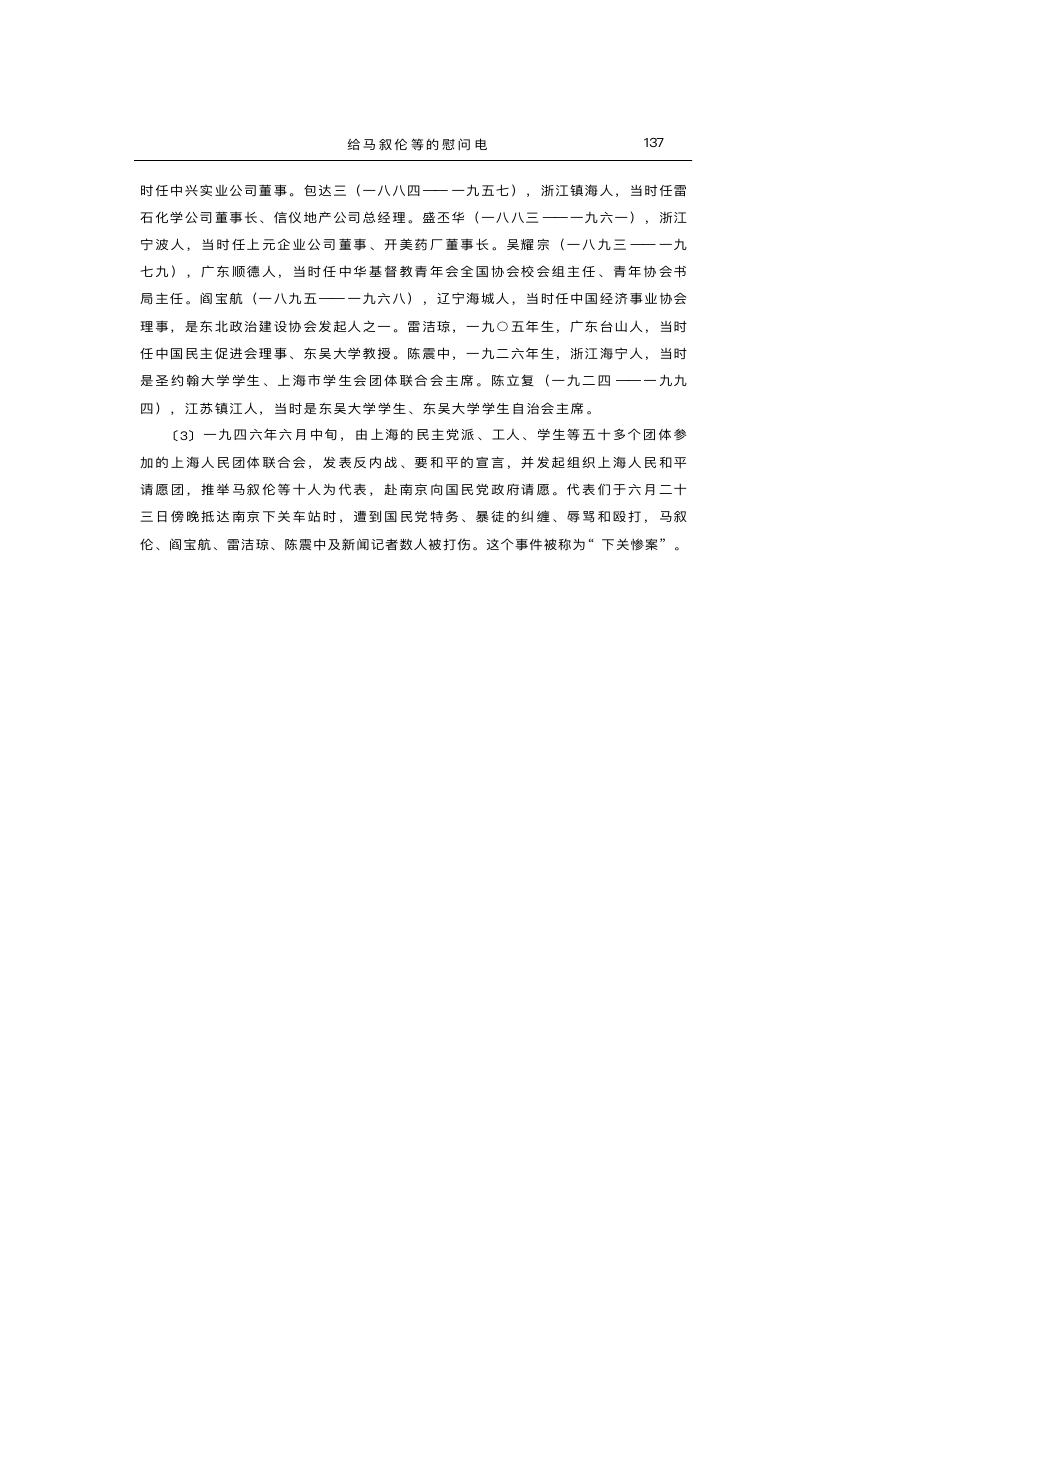 给马叙伦等的慰问电 137
时任中兴实业公司董事。包达三（一八八四——一九五七），浙江镇海人，当时任雷
石化学公司董事长、信仪地产公司总经理。盛丕华（一八八三——一九六一），浙江
宁波人，当时任上元企业公司董事、开美药厂董事长。吴耀宗（一八九三——一九
七九），广东顺德人，当时任中华基督教青年会全国协会校会组主任、青年协会书
局主任。阎宝航（一八九五——一九六八），辽宁海城人，当时任中国经济事业协会
理事，是东北政治建设协会发起人之一。雷洁琼，一九○五年生，广东台山人，当时
任中国民主促进会理事、东吴大学教授。陈震中，一九二六年生，浙江海宁人，当时
是圣约翰大学学生、上海市学生会团体联合会主席。陈立复（一九二四——一九九
四），江苏镇江人，当时是东吴大学学生、东吴大学学生自治会主席。
〔3〕一九四六年六月中旬，由上海的民主党派、工人、学生等五十多个团体参
加的上海人民团体联合会，发表反内战、要和平的宣言，并发起组织上海人民和平
请愿团，推举马叙伦等十人为代表，赴南京向国民党政府请愿。代表们于六月二十
三日傍晚抵达南京下关车站时，遭到国民党特务、暴徒的纠缠、辱骂和殴打，马叙
伦、阎宝航、雷洁琼、陈震中及新闻记者数人被打伤。这个事件被称为“下关惨案”。